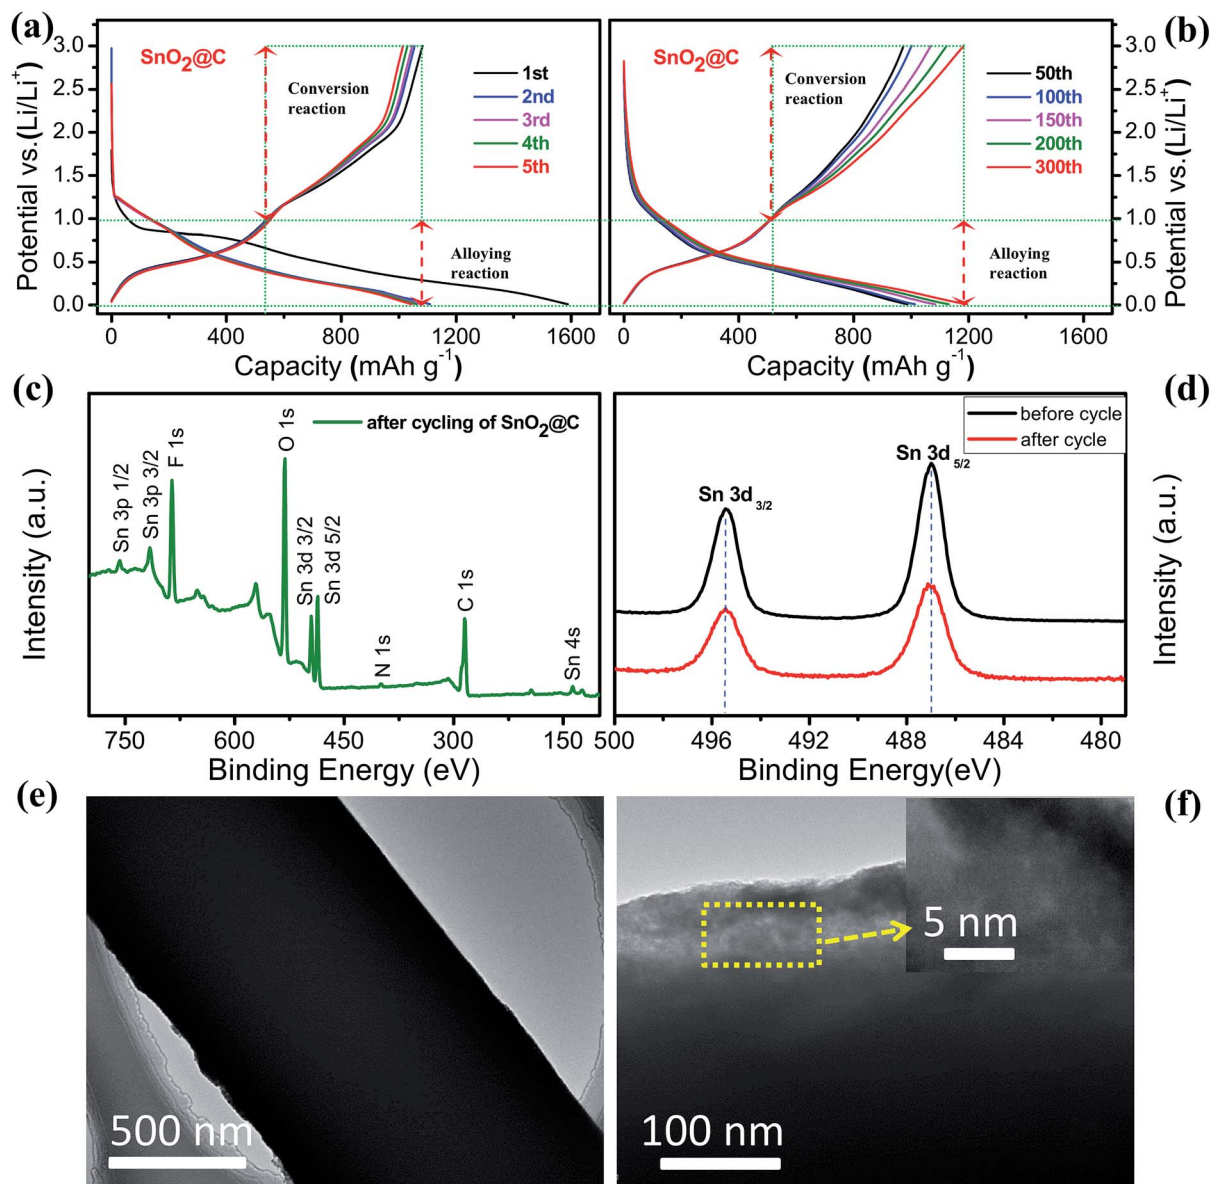 (a)
Potential vs.(Li/Li+)
3.0
2.5
2.0
1.5
1.0
0.5
0.0
SnO2@C
Conversion
reaction
1st
2nd
3rd
4th
5th
Alloying
reaction
0 400 800 1200 1600
Capacity (mAh g-1)
(b)
SnO2@C
Conversion
reaction
50th
100th
150th
200th
300th
Alloying
reaction
3.0
2.5
2.0
1.5
1.0
0.5
0.0
Potential vs.(Li/Li+)
0 400 800 1200 1600
Capacity (mAh g-1)
(c)
Intensity (a.u.)
after cycling of SnO2@C
Sn 3p 1/2
Sn 3p 3/2
F 1s
O 1s
Sn 3d 3/2
Sn 3d 5/2
N 1s
C 1s
Sn 4s
750 600 450 300 150
Binding Energy (eV)
(d)
before cycle
after cycle
Sn 3d 5/2
Sn 3d 3/2
Intensity (a.u.)
500 496 492 488 484 480
Binding Energy(eV)
(e)
500 nm
(f)
5 nm
100 nm